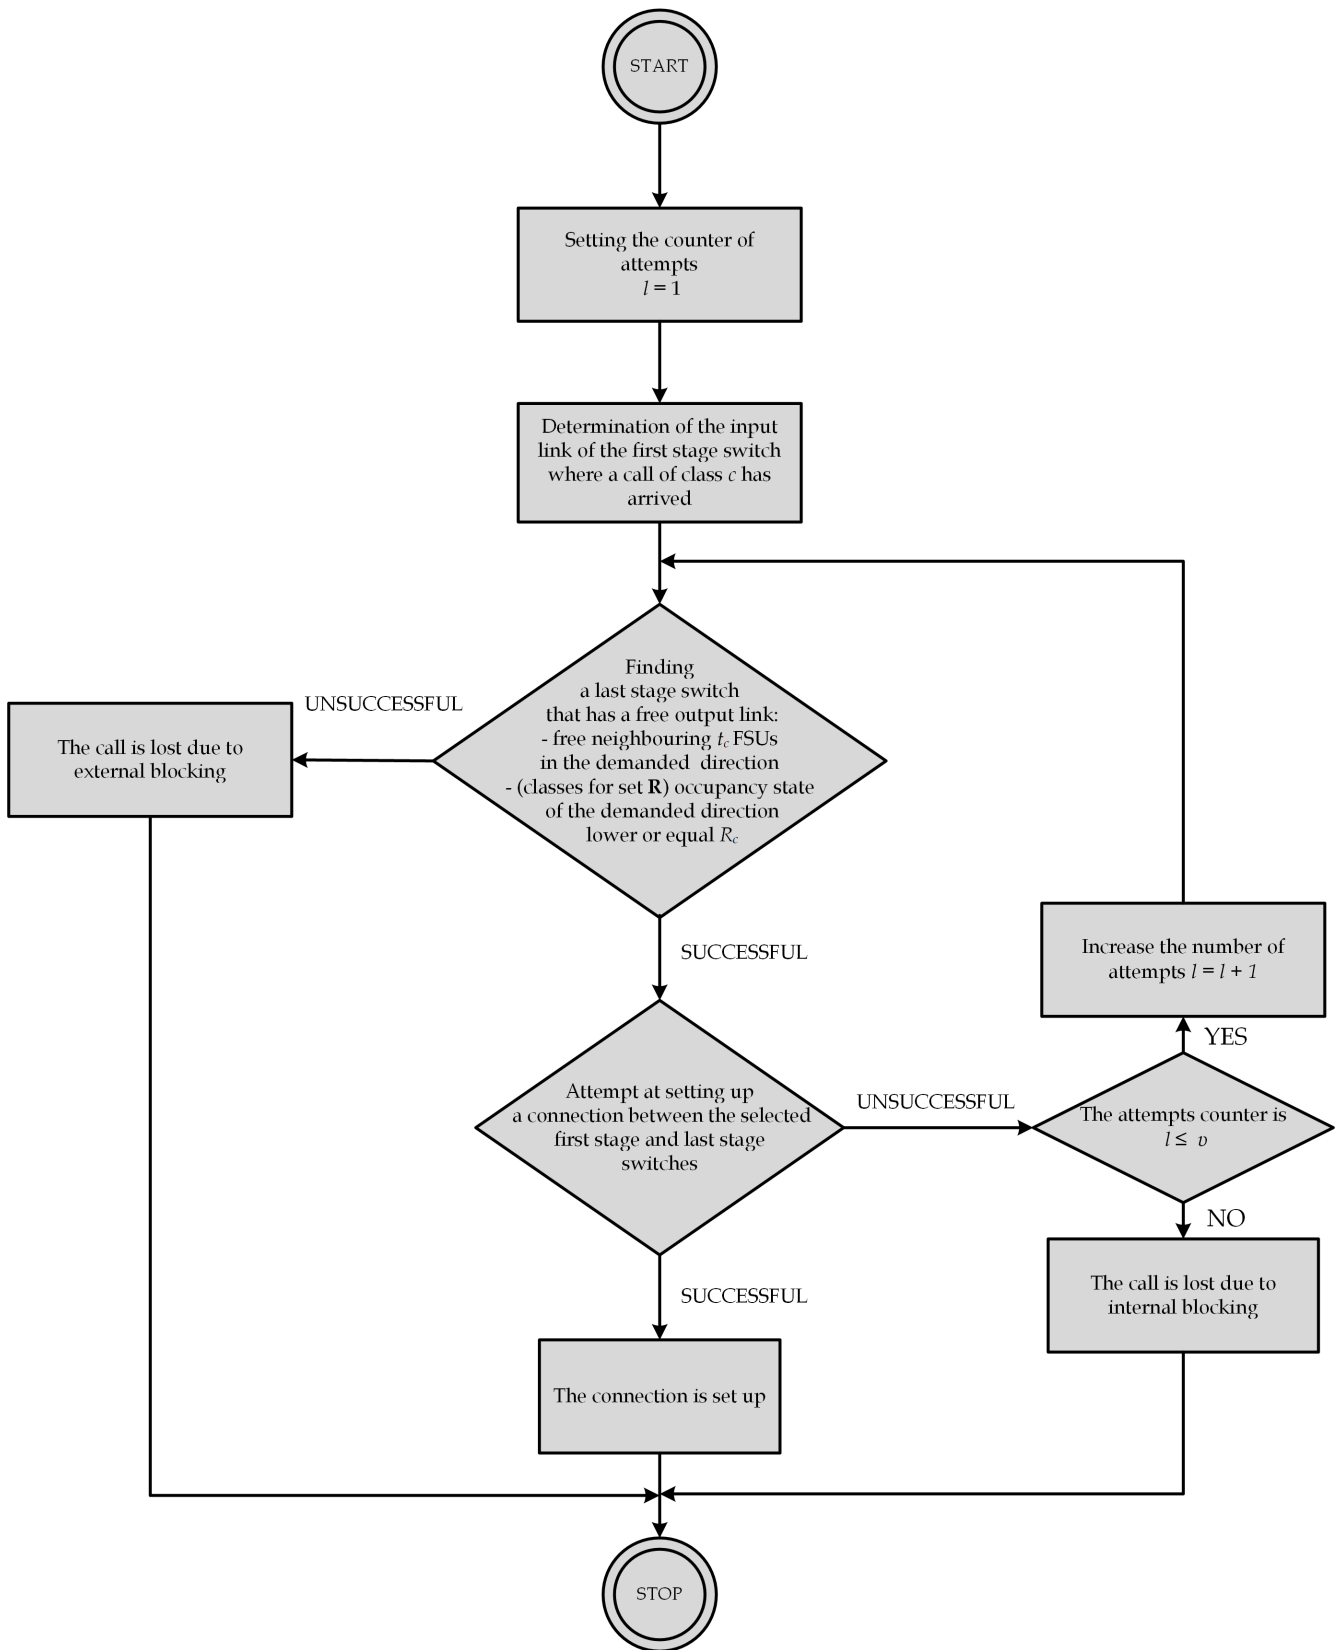 START
Setting the counter of
attempts
l = 1
Determination of the input
link of the first stage switch
where a call of class c has
arrived
Finding
a last stage switch
that has a free output link:
- free neighbouring tc FSUs
in the demanded direction
- (classes for set R) occupancy state
of the demanded direction
lower or equal Rc
UNSUCCESSFUL
The call is lost due to
external blocking
SUCCESSFUL
Attempt at setting up
a connection between the selected
first stage and last stage
switches
UNSUCCESSFUL
The attempts counter is
l ≤ υ
YES
Increase the number of
attempts l = l + 1
NO
The call is lost due to
internal blocking
SUCCESSFUL
The connection is set up
STOP